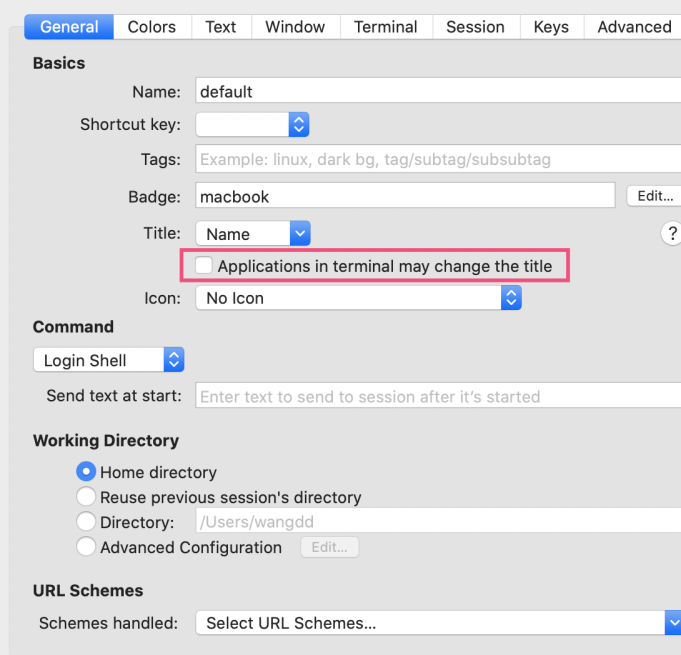 General Colors Text Window Terminal Session Keys Advanced
Basics
Name: default
Shortcut key:
Tags: Example: linux, dark bg, tag/subtag/subsubtag
Badge: macbook Edit...
Title: Name ?
Applications in terminal may change the title
Icon: No Icon
Command
Login Shell
Send text at start: Enter text to send to session after it's started
Working Directory
Home directory
Reuse previous session's directory
Directory: /Users/wangdd
Advanced Configuration Edit...
URL Schemes
Schemes handled: Select URL Schemes...